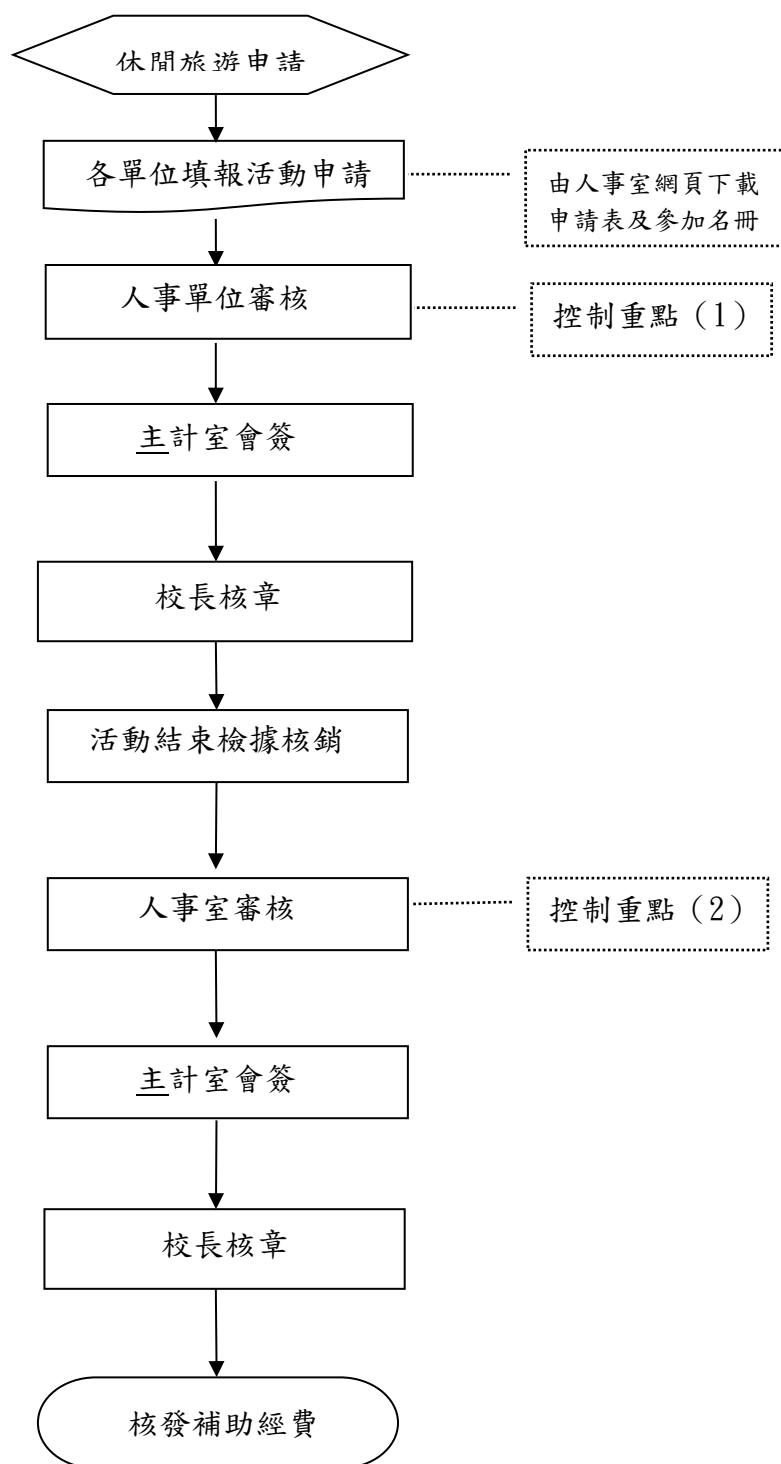 休閒旅遊申請
各單位填報活動申請
由人事室網頁下載
申請表及參加名冊
人事單位審核
控制重點（1）
主計室會簽
校長核章
活動結束檢據核銷
人事室審核
控制重點（2）
主計室會簽
校長核章
核發補助經費